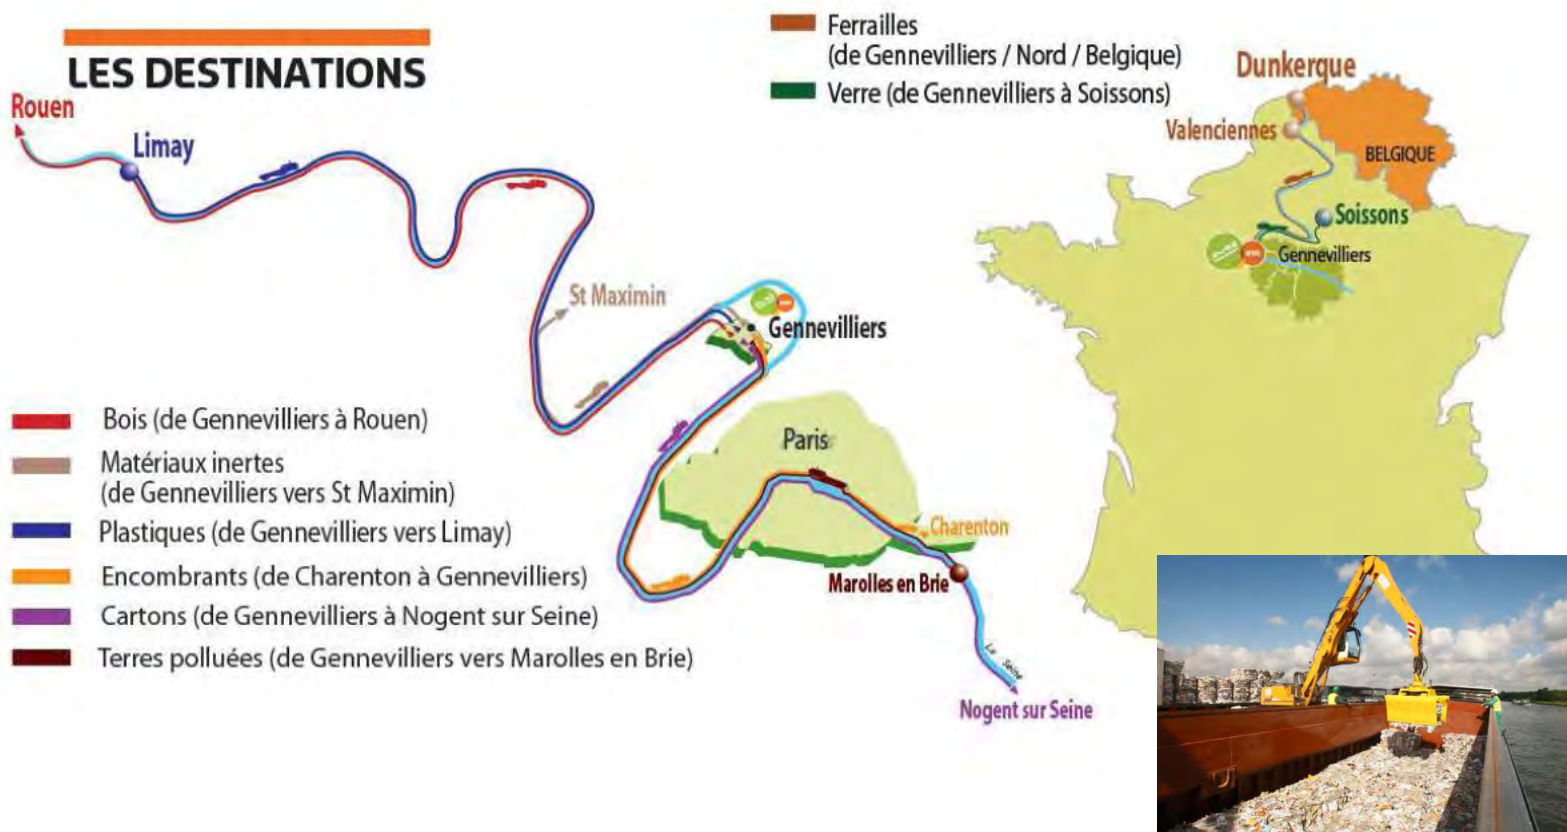 LES DESTINATIONS
Ferrailles
(de Gennevilliers / Nord / Belgique)
Verre (de Gennevilliers à Soissons)
Rouen
Limay
St Maximin
Gennevilliers
Paris
Charenton
Marolles en Brie
La Seine
Nogent sur Seine
Bois (de Gennevilliers à Rouen)
Matériaux inertes
(de Gennevilliers vers St Maximin)
Plastiques (de Gennevilliers vers Limay)
Encombrants (de Charenton à Gennevilliers)
Cartons (de Gennevilliers à Nogent sur Seine)
Terres polluées (de Gennevilliers vers Marolles en Brie)
Dunkerque
Valenciennes
BELGIQUE
Soissons
Gennevilliers